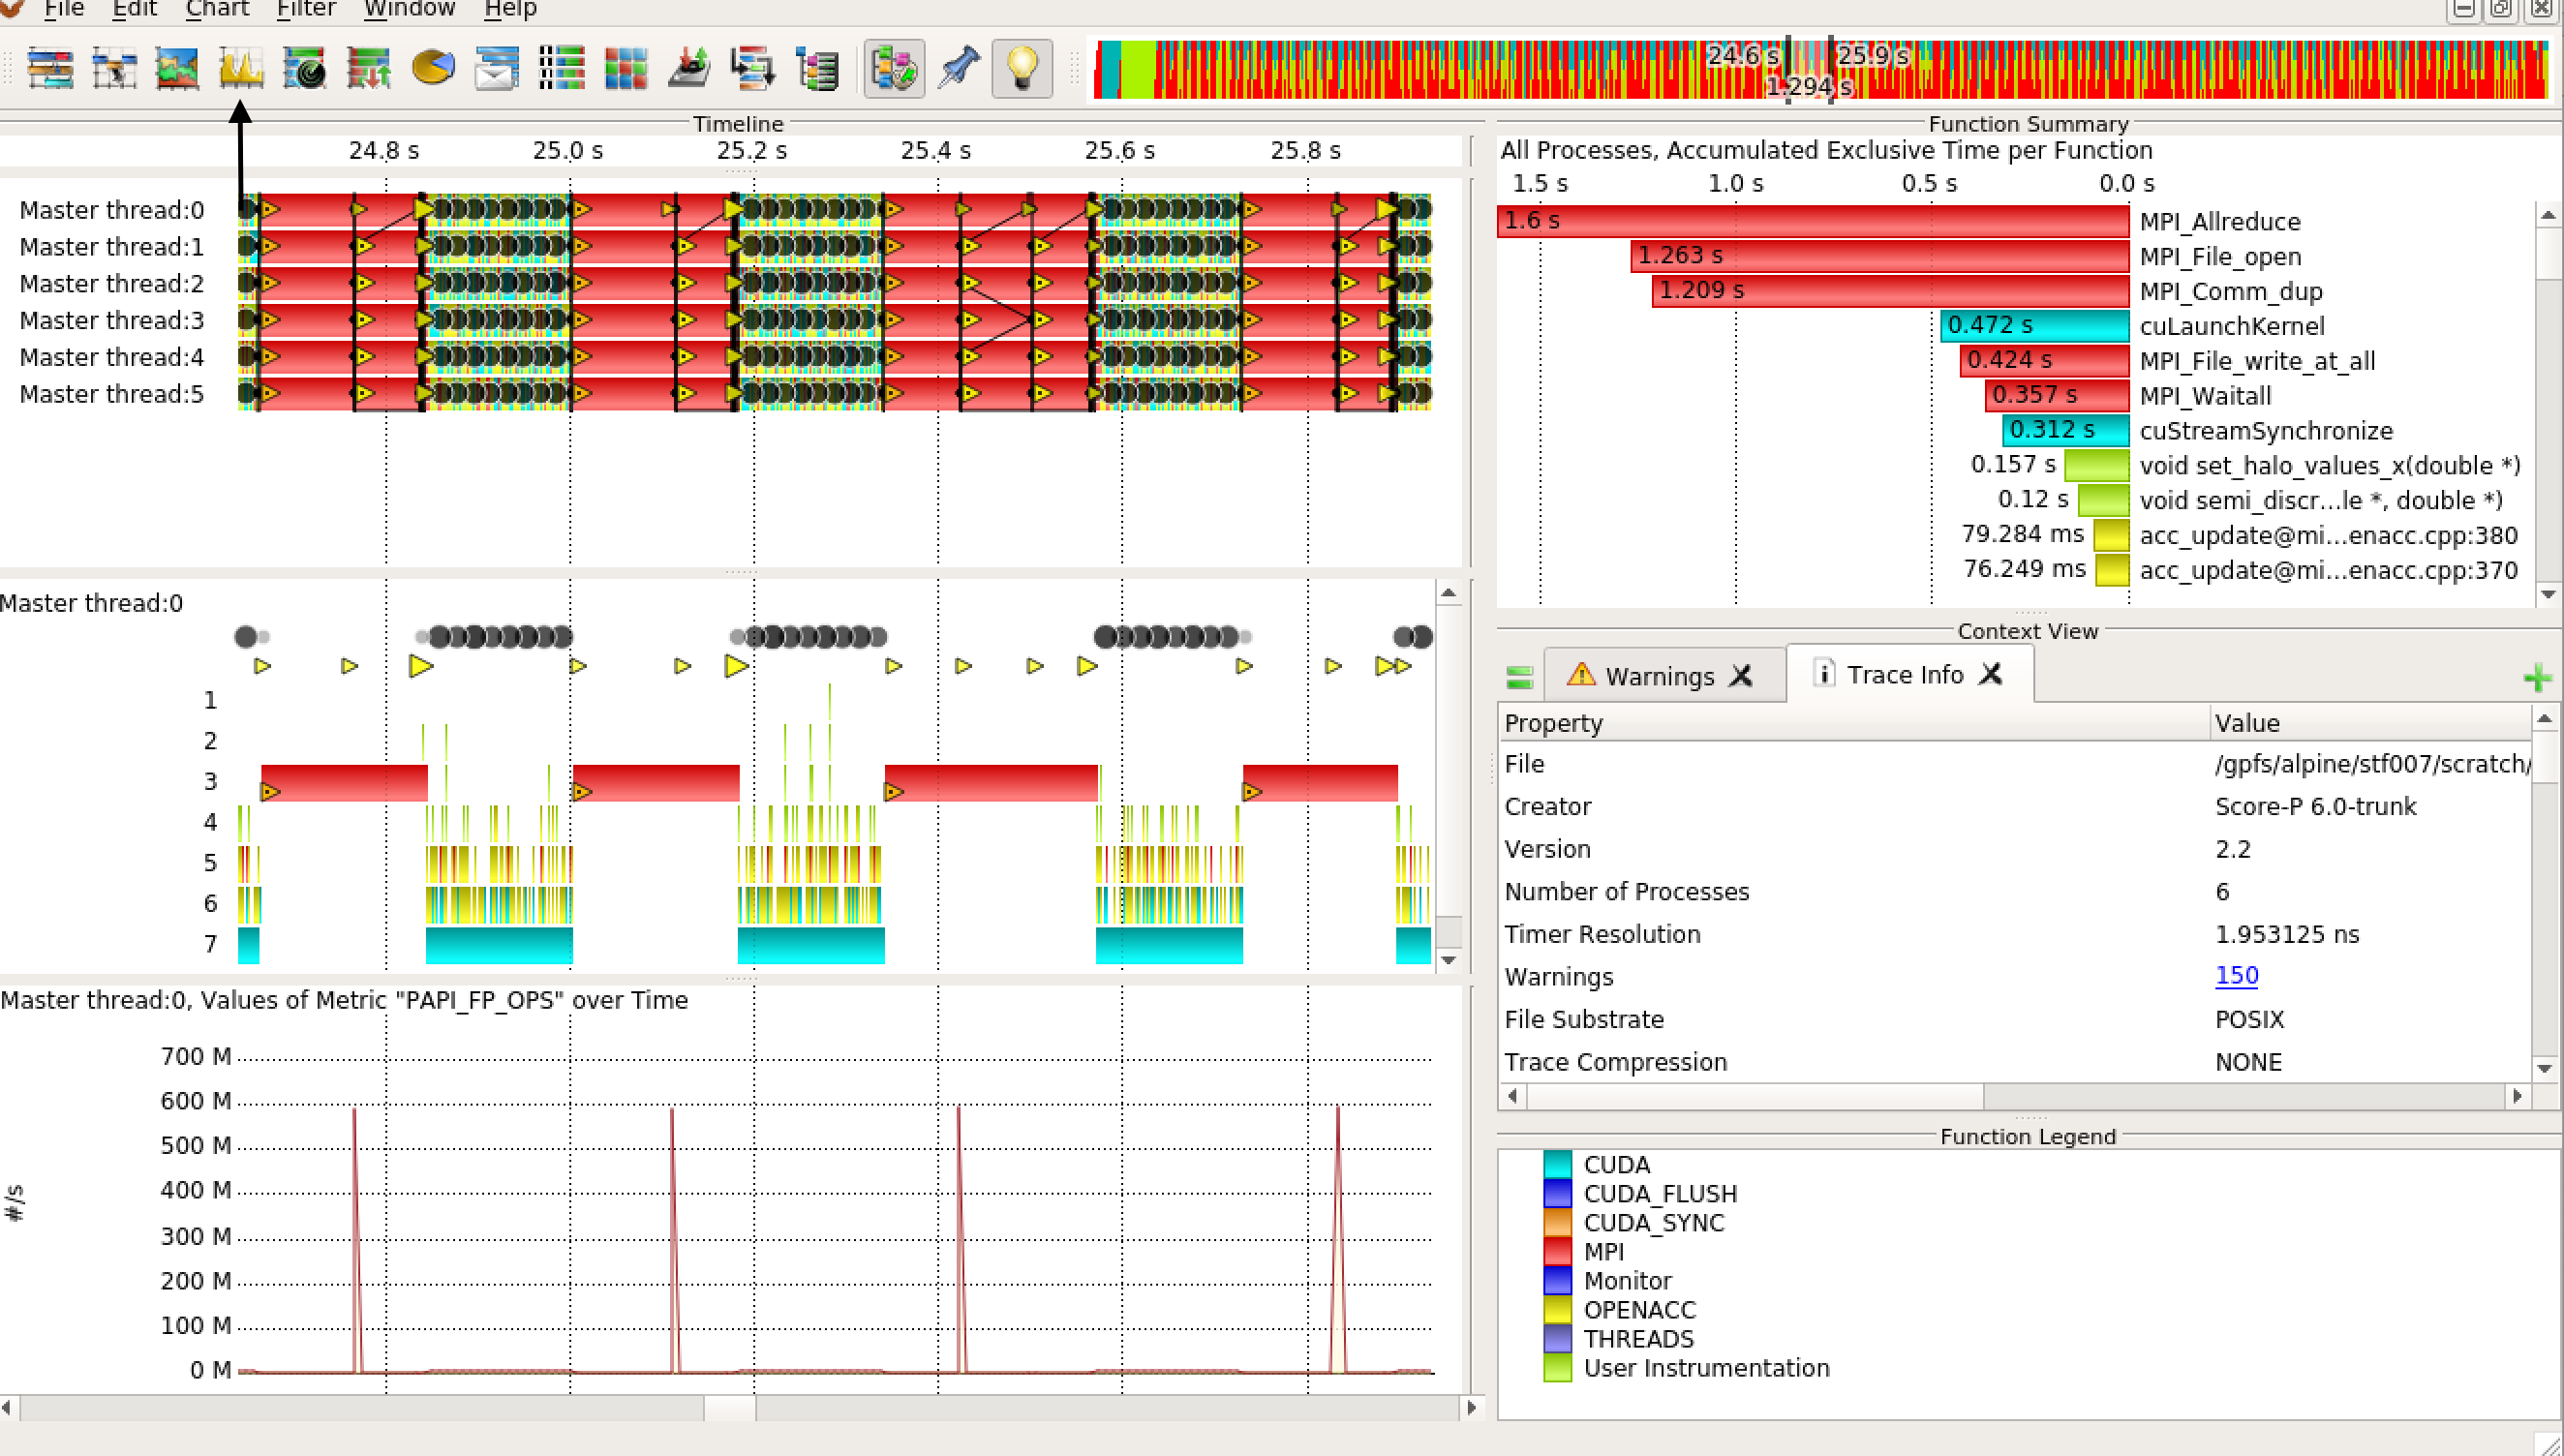 File Edit Chart Filter Window Help
24.6 s 25.9 s
1.294 s
Timeline
24.8 s 25.0 s 25.2 s 25.4 s 25.6 s 25.8 s
Master thread:0
Master thread:1
Master thread:2
Master thread:3
Master thread:4
Master thread:5
Master thread:0
1
2
3
4
5
6
7
Master thread:0, Values of Metric "PAPI_FP_OPS" over Time
700 M
600 M
500 M
400 M
300 M
200 M
100 M
0 M
#/s
Function Summary
All Processes, Accumulated Exclusive Time per Function
1.5 s 1.0 s 0.5 s 0.0 s
1.6 s MPI_Allreduce
1.263 s MPI_File_open
1.209 s MPI_Comm_dup
0.472 s cuLaunchKernel
0.424 s MPI_File_write_at_all
0.357 s MPI_Waitall
0.312 s cuStreamSynchronize
0.157 s void set_halo_values_x(double *)
0.12 s void semi_discr...le *, double *)
79.284 ms acc_update@mi...enacc.cpp:380
76.249 ms acc_update@mi...enacc.cpp:370
Context View
Warnings Trace Info
Property Value
File /gpfs/alpine/stf007/scratch/
Creator Score-P 6.0-trunk
Version 2.2
Number of Processes 6
Timer Resolution 1.953125 ns
Warnings 150
File Substrate POSIX
Trace Compression NONE
Function Legend
CUDA
CUDA_FLUSH
CUDA_SYNC
MPI
Monitor
OPENACC
THREADS
User Instrumentation